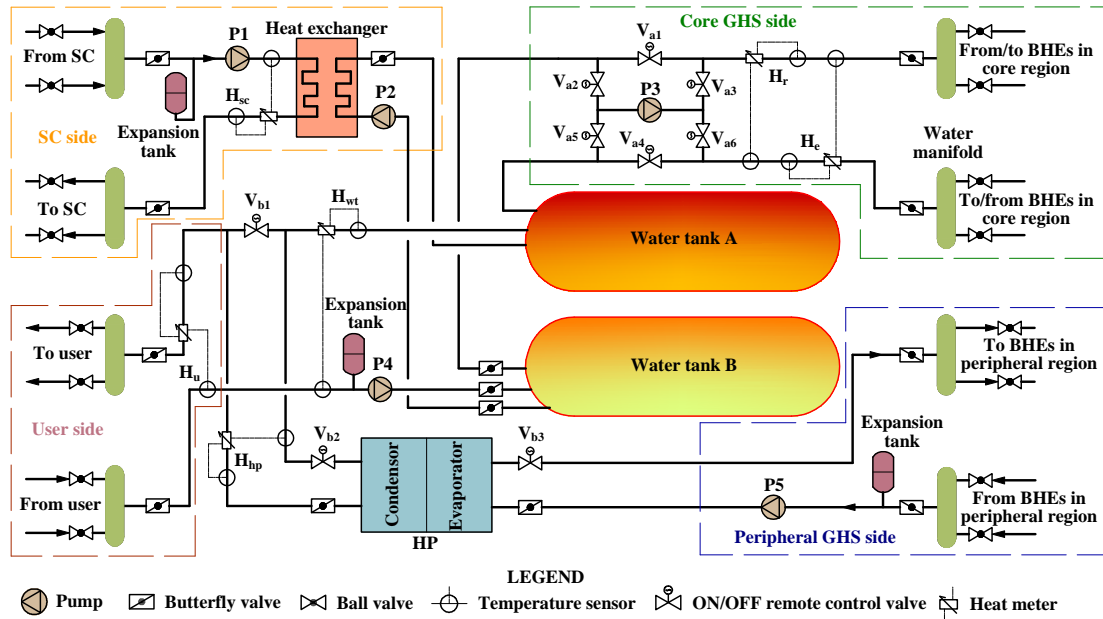 From SC
P1
Heat exchanger
Core GHS side
Va1
From/to BHEs in
core region
Va2
P3
Va3
Hr
Hsc
P2
Expansion
tank
SC side
Va5
Va4
Va6
He
Water
manifold
To SC
Vb1
Hwt
Water tank A
To/from BHEs in
core region
To user
Hu
Expansion
tank
P4
Water tank B
To BHEs in
peripheral region
User side
Hhp
Vb2
Vb3
Expansion
tank
From user
Condensor
Evaporator
HP
P5
From BHEs in
peripheral region
Peripheral GHS side
LEGEND
Pump
Butterfly valve
Ball valve
Temperature sensor
ON/OFF remote control valve
Heat meter